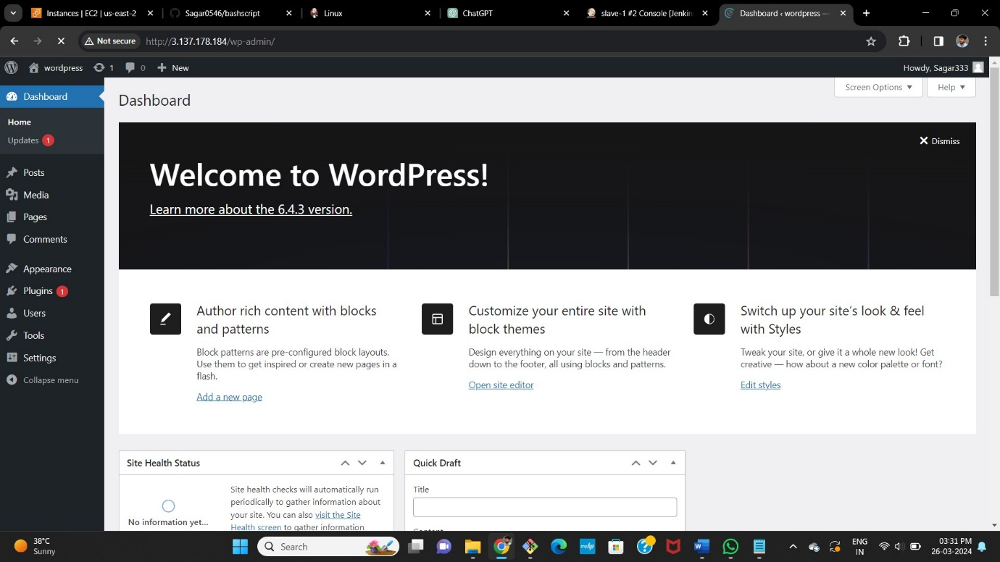 Instances | EC2 | us-east-2
Sagar0546/bashscript
Linux
ChatGPT
slave-1 #2 Console [Jenkin
Dashboard ‹ wordpress —
Not secure
http://3.137.178.184/wp-admin/
wordpress
1
0
New
Howdy, Sagar333
Dashboard
Home
Updates 1
Posts
Media
Pages
Comments
Appearance
Plugins 1
Users
Tools
Settings
Collapse menu
Screen Options
Help
Dashboard
Dismiss
Welcome to WordPress!
Learn more about the 6.4.3 version.
Author rich content with blocks
and patterns
Block patterns are pre-configured block layouts.
Use them to get inspired or create new pages in a
flash.
Add a new page
Customize your entire site with
block themes
Design everything on your site — from the header
down to the footer, all using blocks and patterns.
Open site editor
Switch up your site’s look & feel
with Styles
Tweak your site, or give it a whole new look! Get
creative — how about a new color palette or font?
Edit styles
Site Health Status
No information yet...
Site health checks will automatically run
periodically to gather information about
your site. You can also visit the Site
Health screen to gather information
Quick Draft
Title
Content
38°C
Sunny
Search
myhp
W
ENG
IN
03:31 PM
26-03-2024